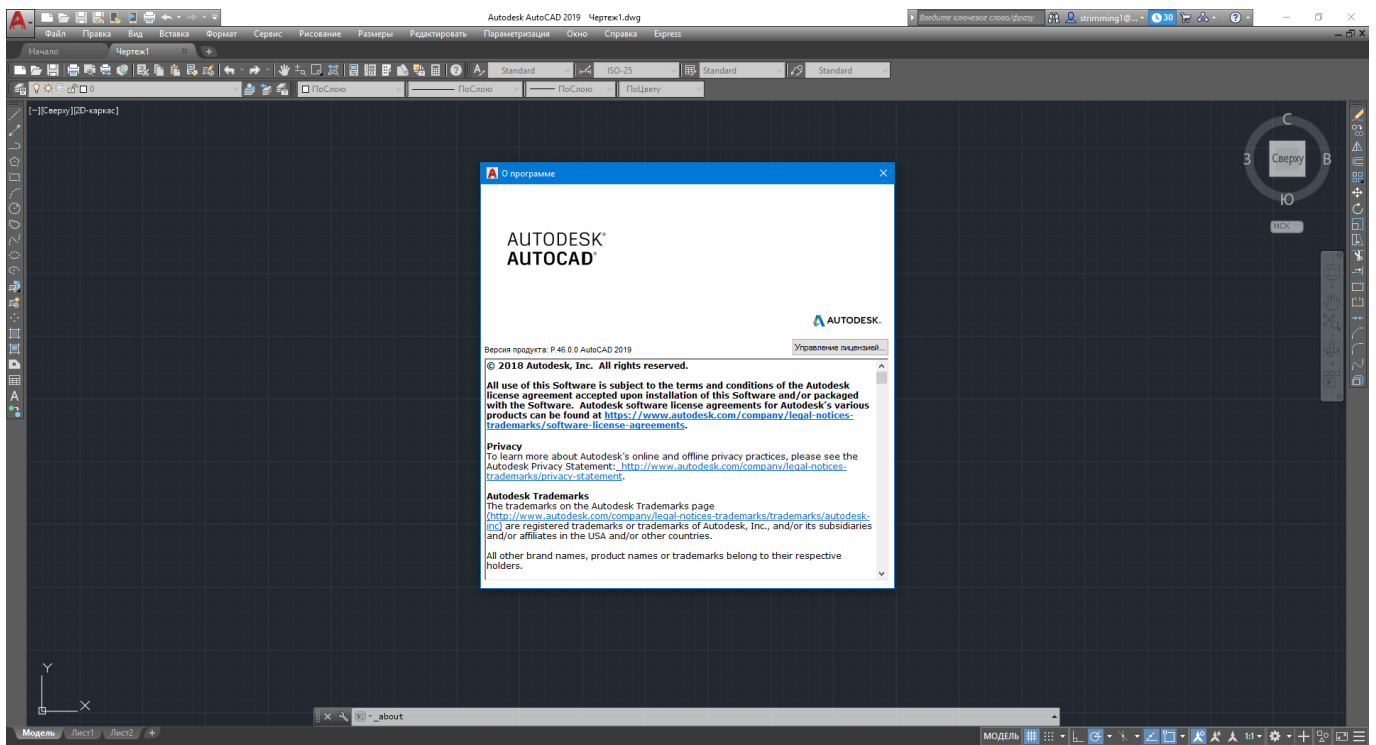 Autodesk AutoCAD 2019 Чертеж1.dwg
Введите ключевое слово/фразу
strimming1@...
30
Файл Правка Вид Вставка Формат Сервис Рисование Размеры Редактировать Параметризация Окно Справка Express
Начало Чертеж1
Standard ISO-25 Standard Standard
0 ПоСлою ПоСлою ПоСлою ПоЦвету
[−][Сверху][2D-каркас]
С
З Сверху В
Ю
МСК
О программе
AUTODESK®
AUTOCAD®
AUTODESK.
Версия продукта: P.46.0.0 AutoCAD 2019
Управление лицензией...
© 2018 Autodesk, Inc. All rights reserved.
All use of this Software is subject to the terms and conditions of the Autodesk
license agreement accepted upon installation of this Software and/or packaged
with the Software. Autodesk software license agreements for Autodesk's various
products can be found at https://www.autodesk.com/company/legal-notices-
trademarks/software-license-agreements.
Privacy
To learn more about Autodesk's online and offline privacy practices, please see the
Autodesk Privacy Statement: http://www.autodesk.com/company/legal-notices-
trademarks/privacy-statement.
Autodesk Trademarks
The trademarks on the Autodesk Trademarks page
(http://www.autodesk.com/company/legal-notices-trademarks/trademarks/autodesk-
inc) are registered trademarks or trademarks of Autodesk, Inc., and/or its subsidiaries
and/or affiliates in the USA and/or other countries.
All other brand names, product names or trademarks belong to their respective
holders.
Y
X
_about
Модель Лист1 Лист2 +
МОДЕЛЬ
1:1